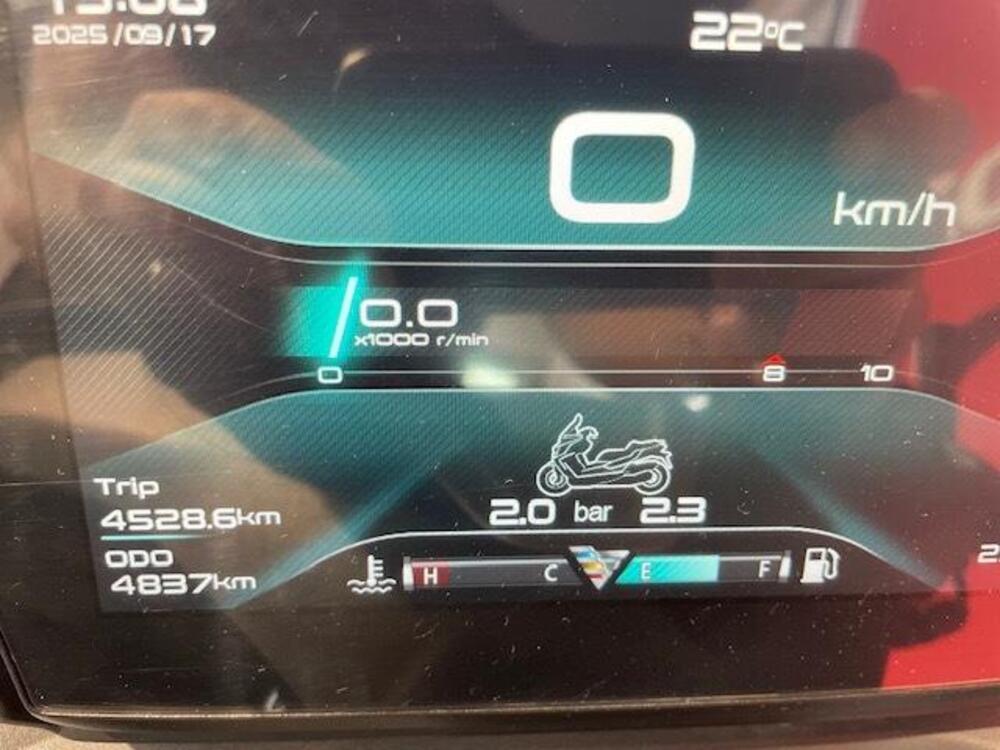 2025/09/17
22°C
0
km/h
0.0
x1000 r/min
0 8 10
Trip
4528.6km
ODO
4837km
2.0 bar 2.3
H C E F